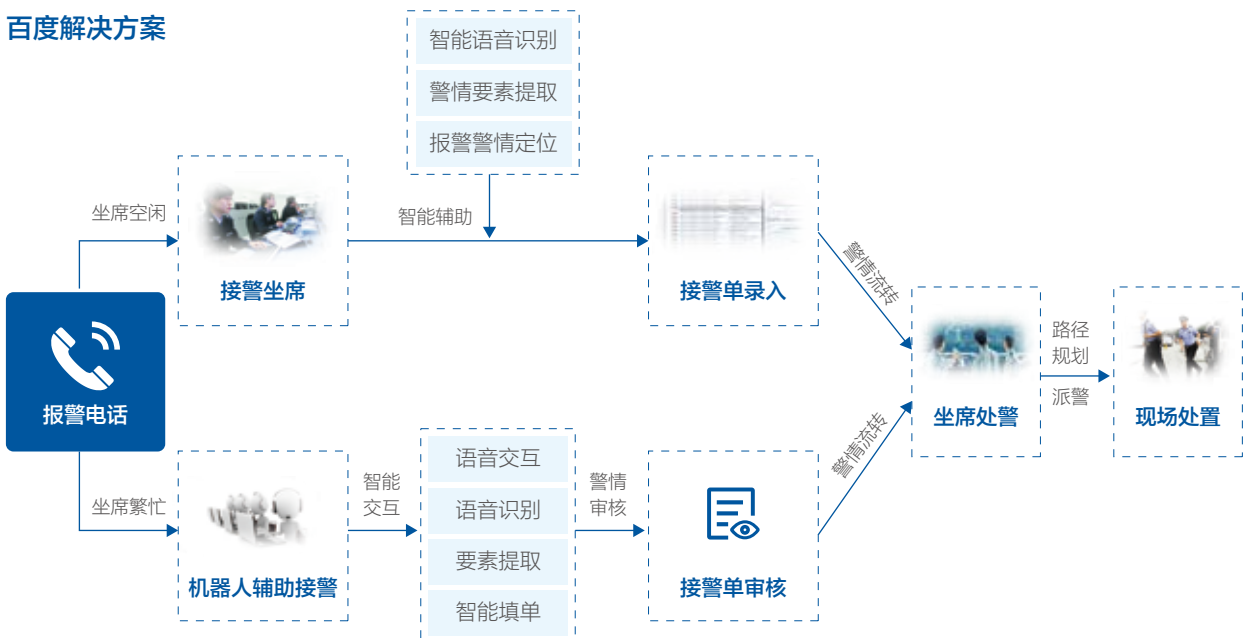 百度解决方案
智能语音识别
警情要素提取
报警警情定位
坐席空闲
智能辅助
接警坐席
接警单录入
警情流转
报警电话
路径
规划
派警
坐席处警
现场处置
警情流转
坐席繁忙
智能
交互
语音交互
语音识别
要素提取
智能填单
警情
审核
机器人辅助接警
接警单审核